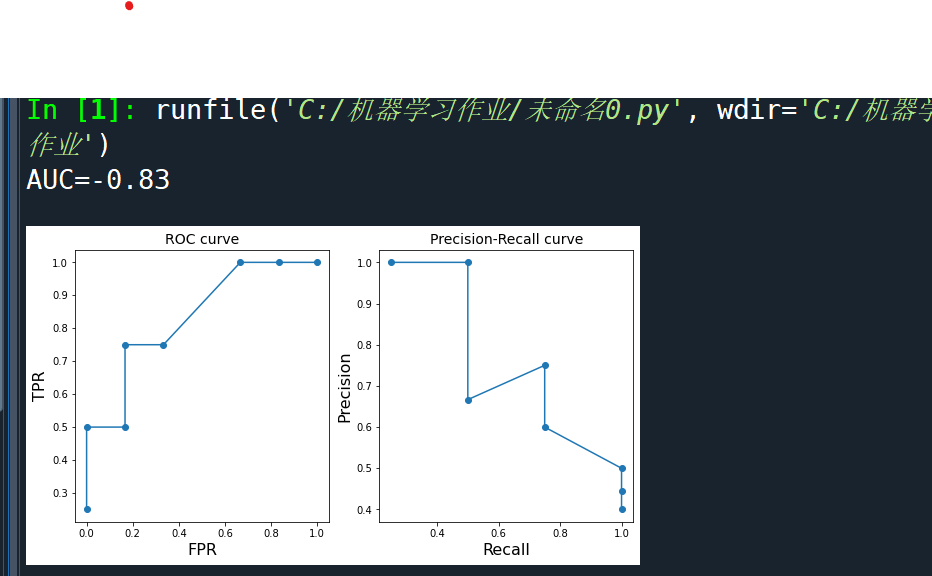 In [1]: runfile('C:/机器学习作业/未命名0.py', wdir='C:/机器学
作业')
AUC=-0.83
ROC curve
Precision-Recall curve
1.0
0.9
0.8
0.7
0.6
0.5
0.4
0.3
TPR
0.0 0.2 0.4 0.6 0.8 1.0
FPR
1.0
0.9
0.8
0.7
0.6
0.5
0.4
Precision
0.4 0.6 0.8 1.0
Recall